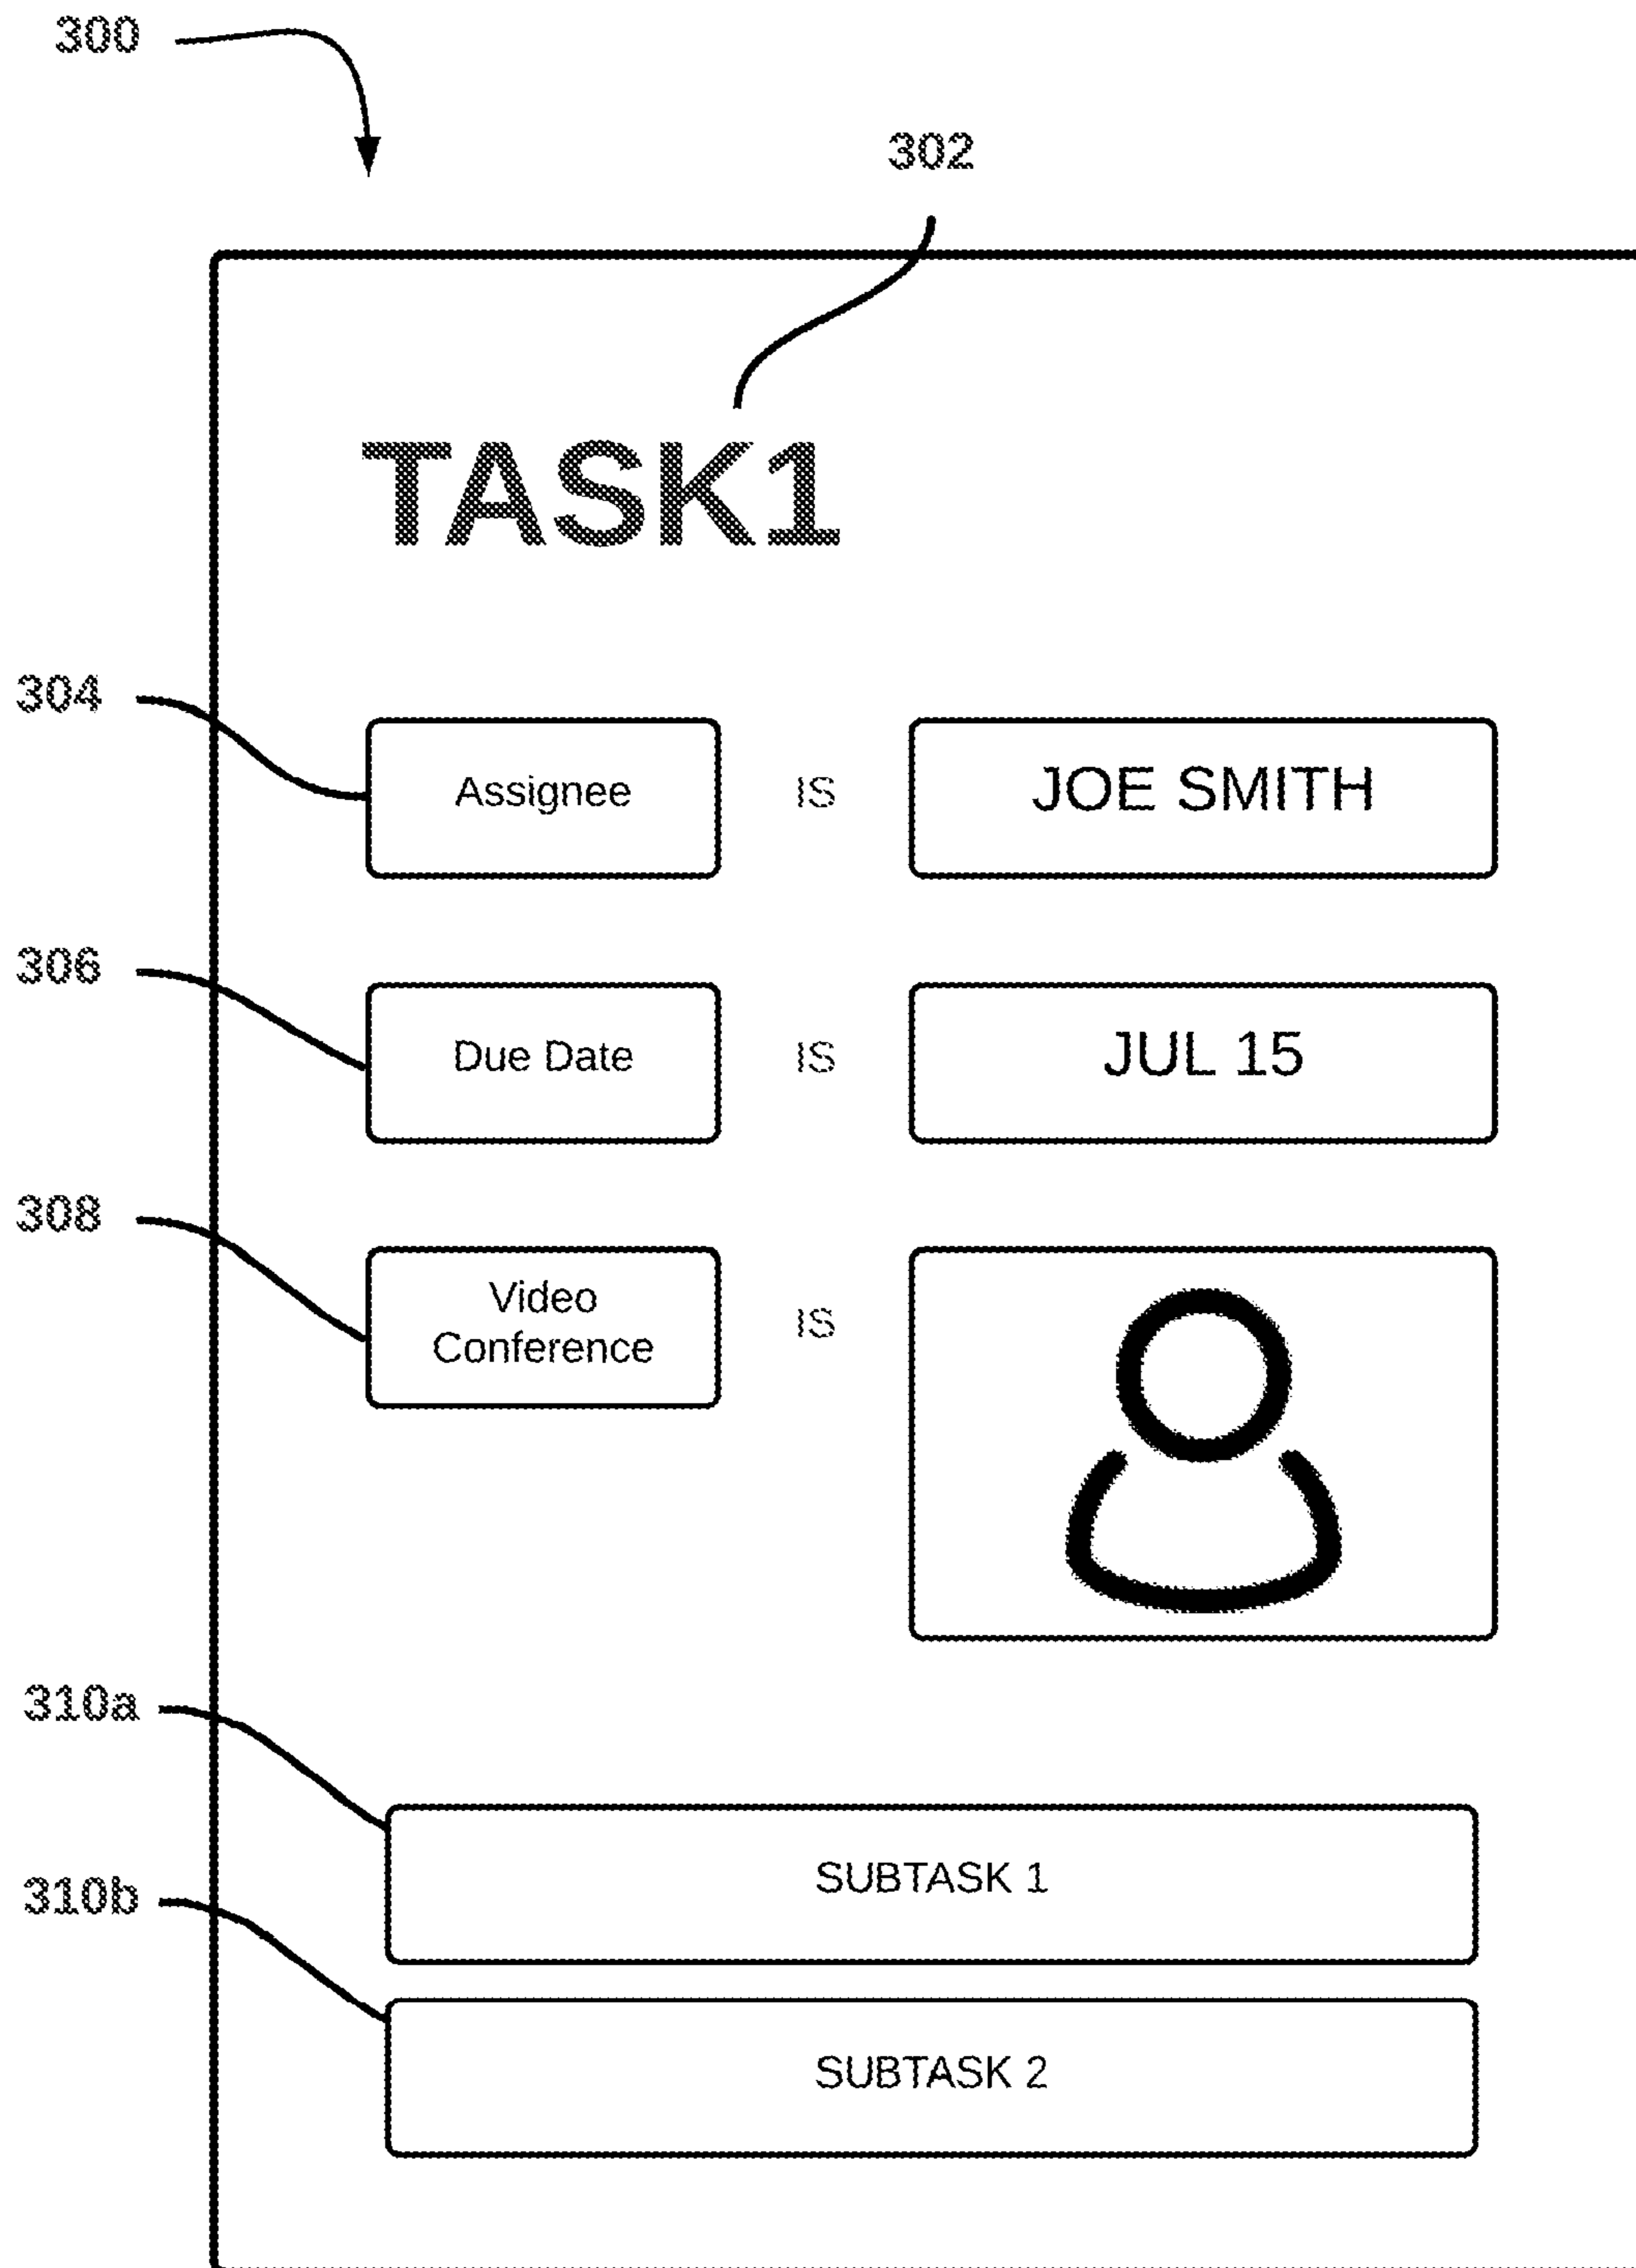 300
302
TASK1
304
Assignee IS JOE SMITH
306
Due Date IS JUL 15
308
Video
Conference
IS
310a
SUBTASK 1
310b
SUBTASK 2